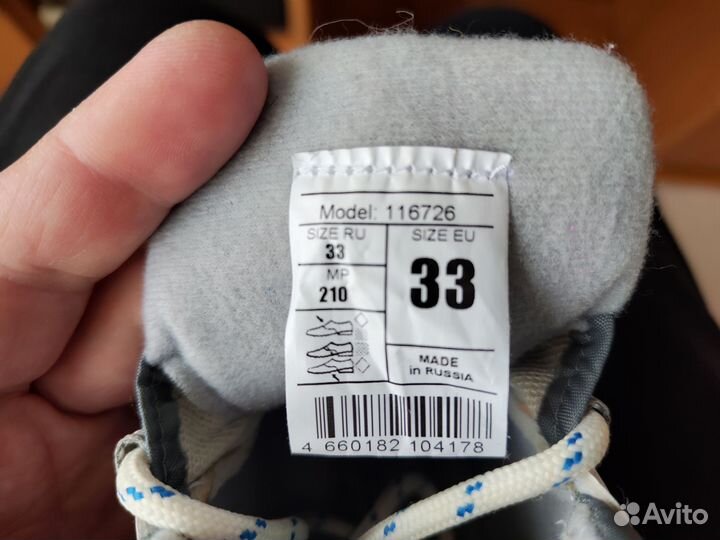 Model: 116726
SIZE RU
33
MP
210
SIZE EU
33
MADE
in RUSSIA
4 660182 104178
Avito